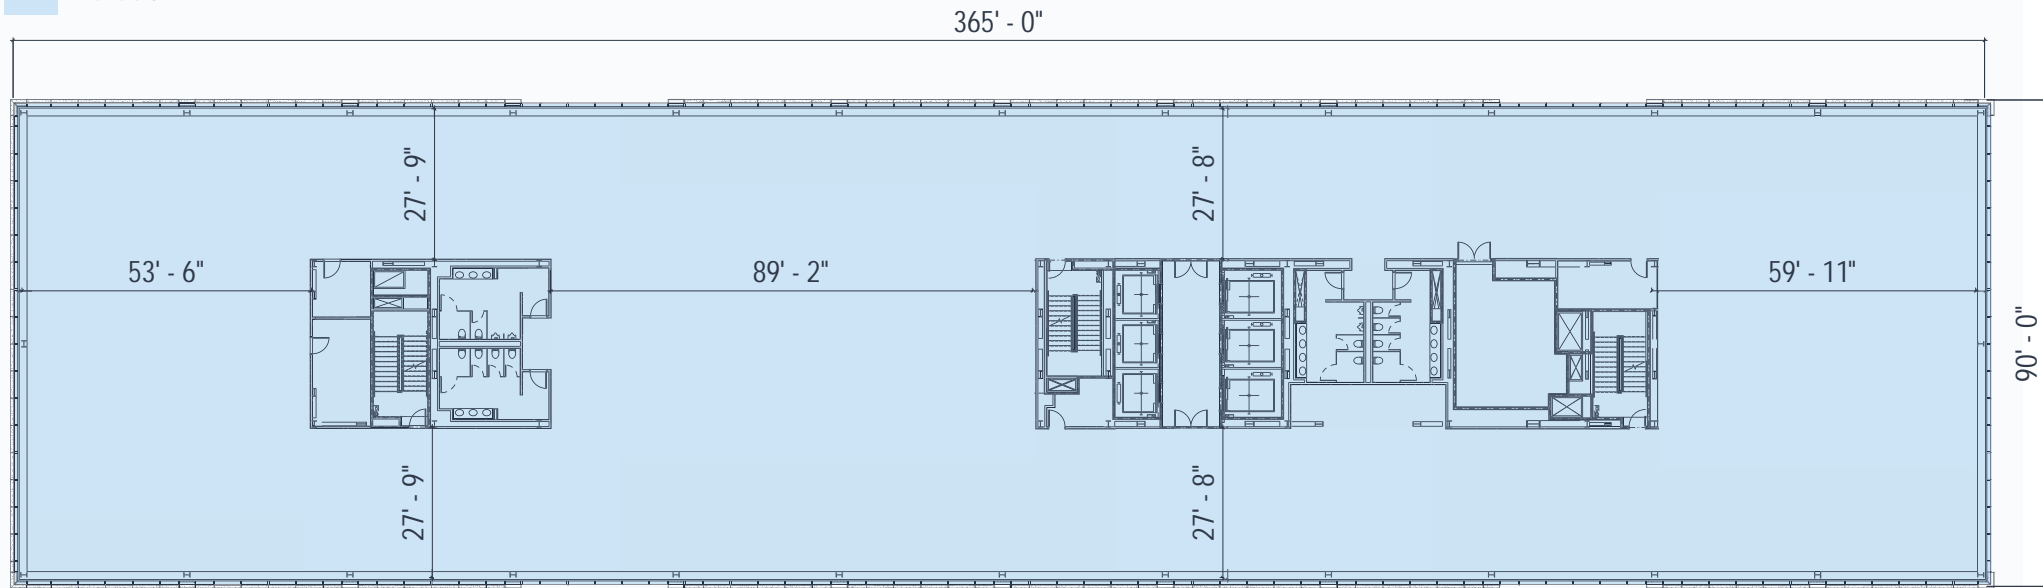 365' - 0"
27' - 9"
27' - 8"
53' - 6"
89' - 2"
59' - 11"
90' - 0"
27' - 9"
27' - 8"